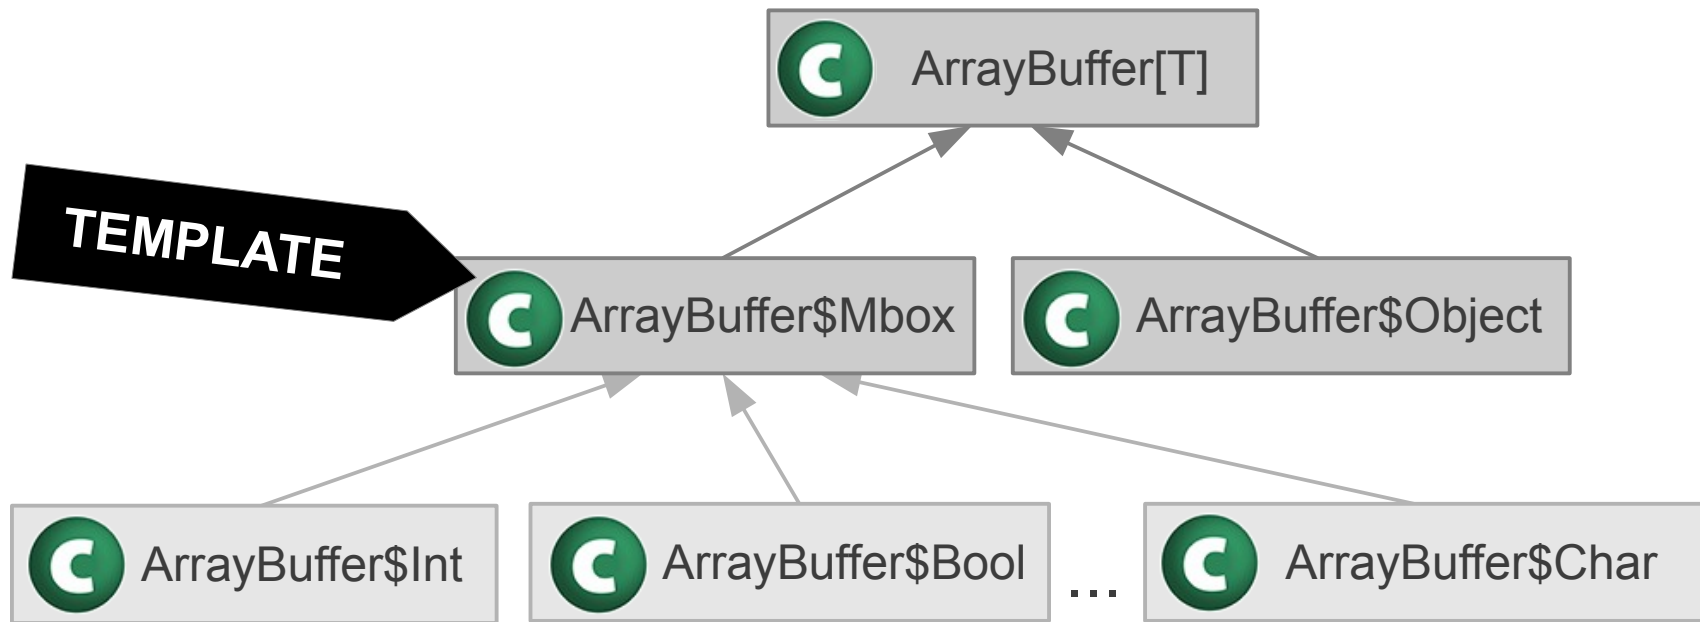 C ArrayBuffer[T]
TEMPLATE
C ArrayBuffer$Mbox
C ArrayBuffer$Object
C ArrayBuffer$Int
C ArrayBuffer$Bool
...
C ArrayBuffer$Char